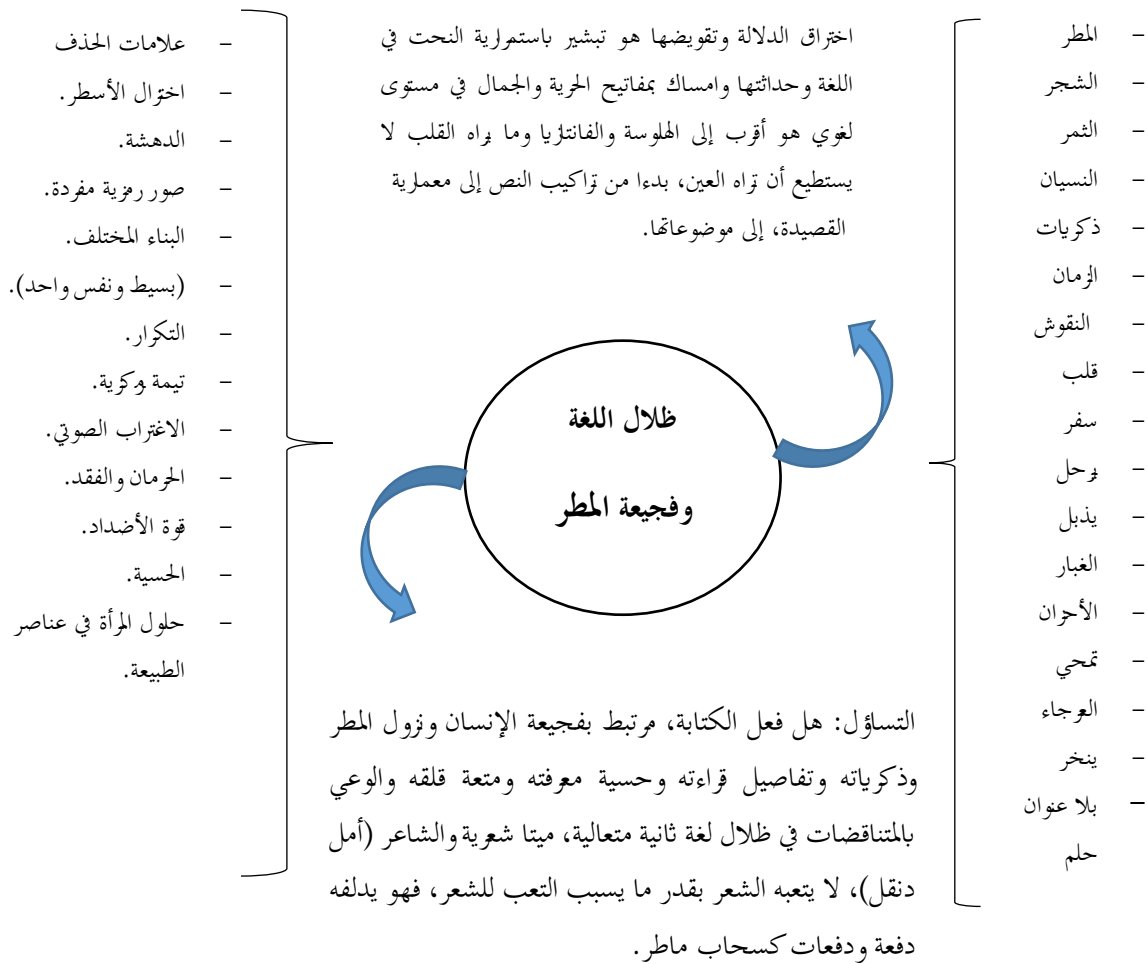 - المطر
- الشجر
- الثمر
- النسيان
- ذكريات
- الزمان
- النقوش
- قلب
- سفر
- يرحل
- يذبل
- الغبار
- الأحزان
- تمحي
- العرجاء
- ينخر
- بلا عنوان
حلم
اختراق الدلالة وتقويضها هو تبشير باستمرارية النحت في
اللغة وحداثتها وامساك بمفاتيح الحرية والجمال في مستوى
لغوي هو أقرب إلى الهلوسة والفانتازيا وما يراه القلب لا
يستطيع أن تراه العين، بدءا من تراكيب النص إلى معمارية
القصيدة، إلى موضوعاتها.
ظلال اللغة
وفجيعة المطر
التساؤل: هل فعل الكتابة، مرتبط بفجيعة الإنسان ونزول المطر
وذكرياته وتفاصيل قراءته وحسية معرفته ومتعة قلقه والوعي
بالمتناقضات في ظلال لغة ثانية متعالية، ميتا شعرية والشاعر (أمل
دنقل)، لا يتعبه الشعر بقدر ما يسبب التعب للشعر، فهو يدلفه
دفعة ودفعات كسحاب ماطر.
- علامات الحذف
- اختزال الأسطر.
- الدهشة.
- صور رمزية مفردة.
- البناء المختلف.
- (بسيط ونفس واحد).
- التكرار.
- تيمة مركزية.
- الاغتراب الصوتي.
- الحرمان والفقد.
- قوة الأضداد.
- الحسية.
- حلول المرأة في عناصر
الطبيعة.